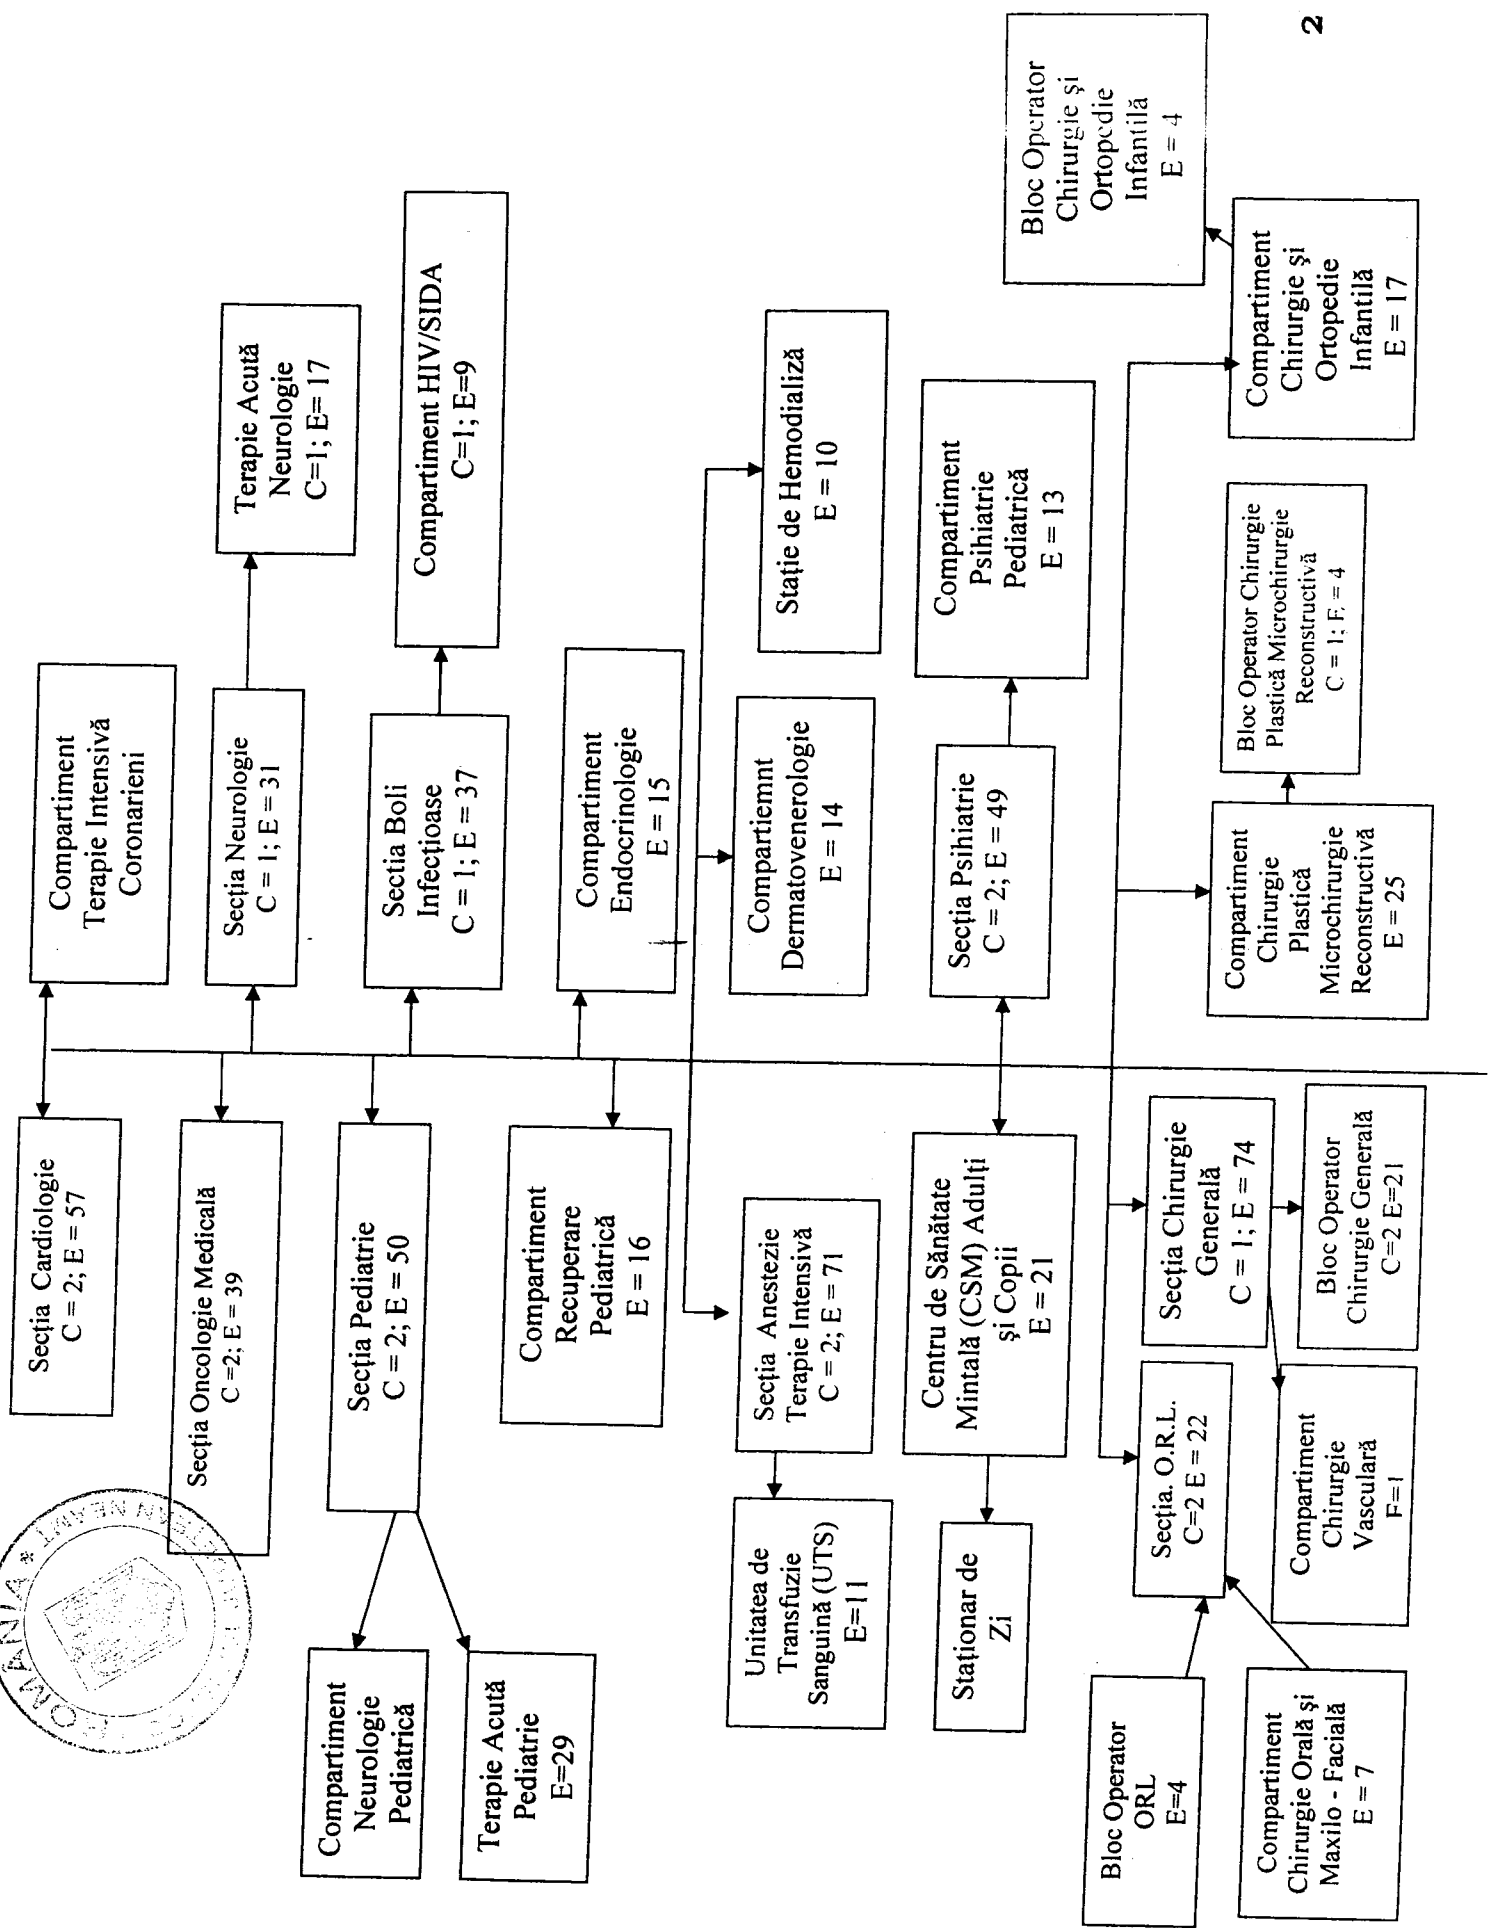 2
Compartiment
Terapie Intensivă
Coronarieni
Secția Cardiologie
C = 2; E = 57
Secția Neurologie
C = 1; E = 31
Terapie Acută
Neurologie
C=1; E= 17
Secția Oncologie Medicală
C =2; E = 39
Sectia Boli
Infecțioase
C = 1; E = 37
Compartiment HIV/SIDA
C=1; E=9
Secția Pediatrie
C = 2; E = 50
Compartiment
Neurologie
Pediatrică
Terapie Acută
Pediatrie
E=29
Compartiment
Recuperare
Pediatrică
E = 16
Compartiment
Endocrinologie
E = 15
Secția Anestezie
Terapie Intensivă
C = 2; E = 71
Unitatea de
Transfuzie
Sanguină (UTS)
E=11
Compartiemnt
Dermatovenerologie
E = 14
Stație de Hemodializă
E = 10
Centru de Sănătate
Mintală (CSM) Adulți
și Copii
E = 21
Staționar de
Zi
Secția Psihiatrie
C = 2; E = 49
Compartiment
Psihiatrie
Pediatrică
E = 13
Bloc Operator
ORL
E=4
Compartiment
Chirurgie Orală și
Maxilo - Facială
E = 7
Secția. O.R.L.
C=2 E = 22
Secția Chirurgie
Generală
C = 1; E = 74
Compartiment
Chirurgie
Vasculară
E=1
Bloc Operator
Chirurgie Generală
C=2 E=21
Compartiment
Chirurgie
Plastică
Microchirurgie
Reconstructivă
E = 25
Bloc Operator Chirurgie
Plastică Microchirurgie
Reconstructivă
C = 1; E = 4
Compartiment
Chirurgie și
Ortopedie
Infantilă
E = 17
Bloc Operator
Chirurgie și
Ortopedie
Infantilă
E = 4
ROMÂNIA *
NEAMȚ